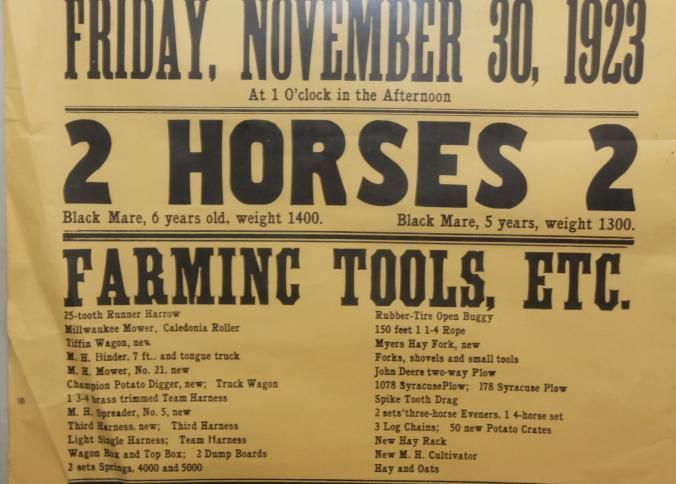 FRIDAY, NOVEMBER 30, 1923
At 1 O'clock in the Afternoon
2 HORSES 2
Black Mare, 6 years old, weight 1400.
Black Mare, 5 years, weight 1300.
FARMING TOOLS, ETC.
25-tooth Runner Harrow
Millwaukee Mower, Caledonia Roller
Tiffin Wagon, new
M. H. Binder, 7 ft.. and tongue truck
M. H. Mower, No. 21, new
Champion Potato Digger, new; Truck Wagon
1 3-4 brass trimmed Team Harness
M. H. Spreader, No. 5, new
Third Harness, new; Third Harness
Light Single Harness; Team Harness
Wagon Box and Top Box; 2 Dump Boards
2 sets Springs, 4000 and 5000
Rubber-Tire Open Buggy
150 feet 1 1-4 Rope
Myers Hay Fork, new
Forks, shovels and small tools
John Deere two-way Plow
1078 SyracusePlow; 178 Syracuse Plow
Spike Tooth Drag
2 sets three-horse Eveners. 1 4-horse set
3 Log Chains; 50 new Potato Crates
New Hay Rack
New M. H. Cultivator
Hay and Oats